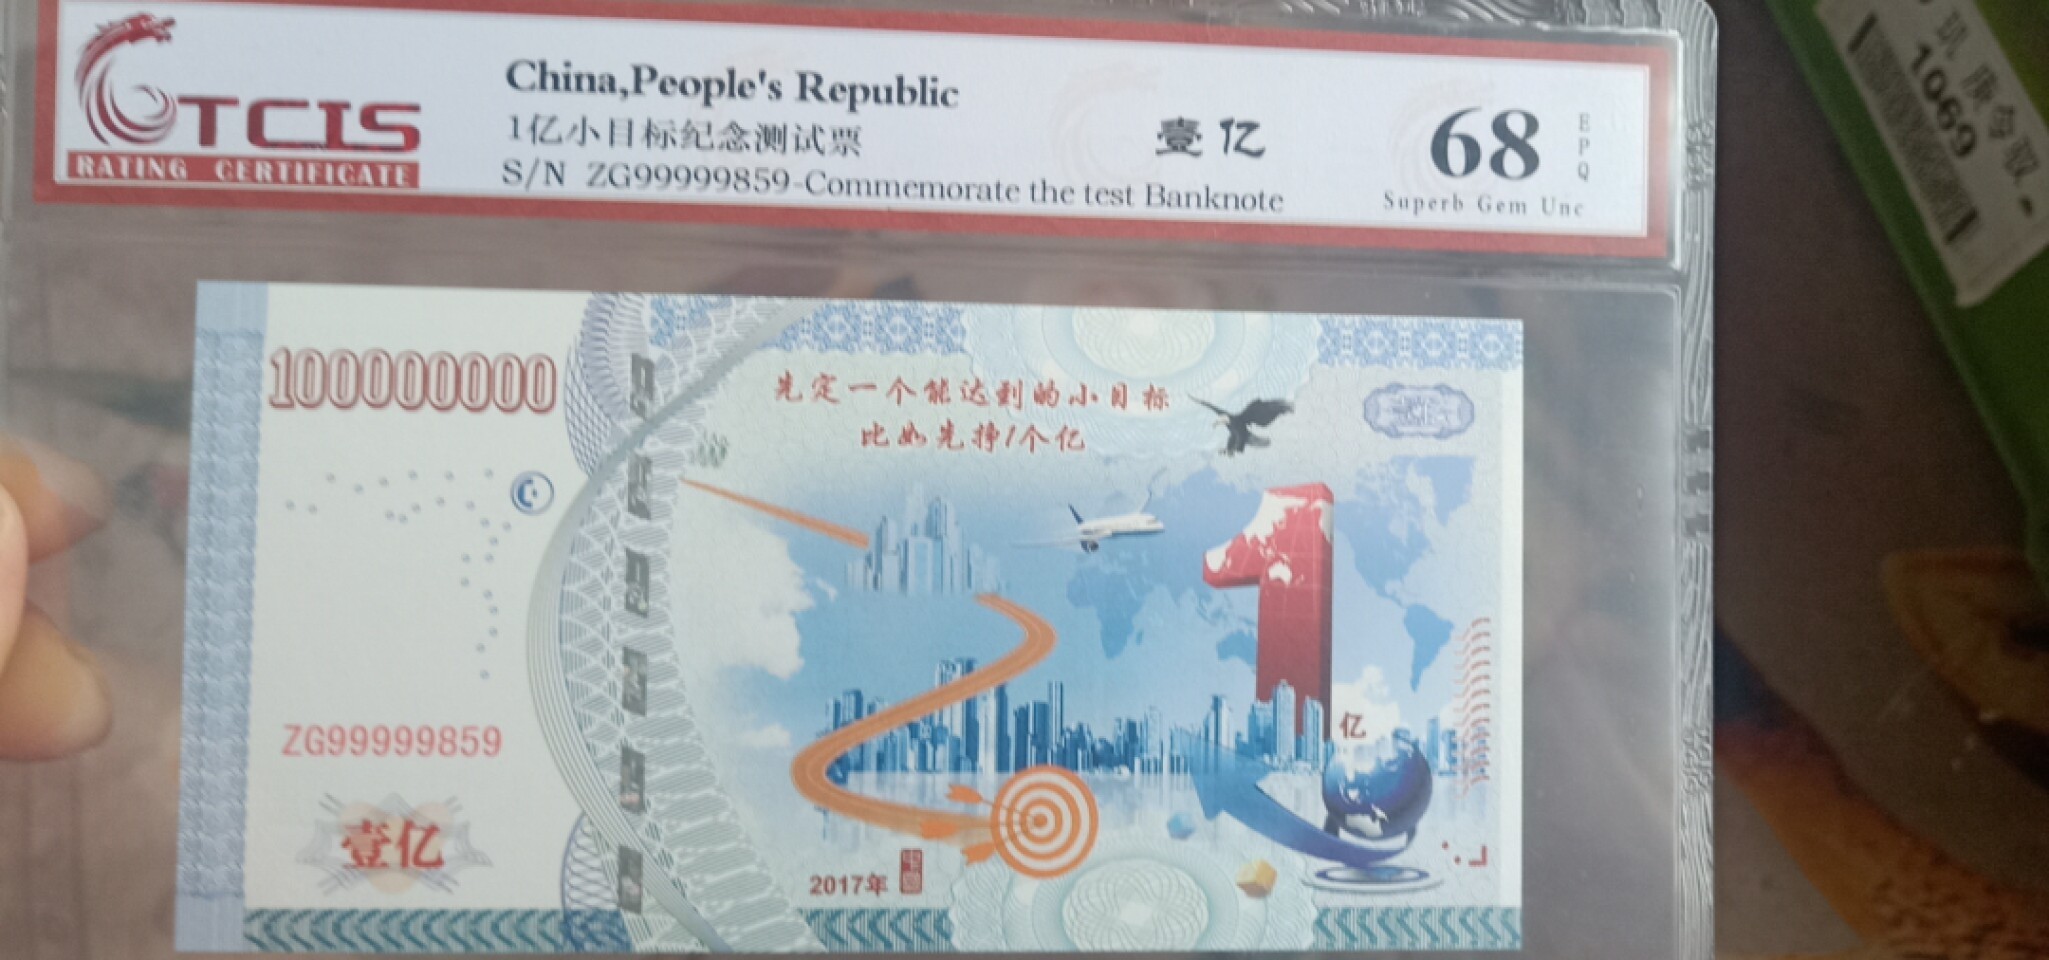 TCIS
RATING CERTIFICATE
China,People's Republic
1亿小目标纪念测试票
S/N ZG99999859-Commemorate the test Banknote
壹亿
68
EPQ
Superb Gem Unc
1069
100000000
先定一个能达到的小目标
比如先挣1个亿
ZG99999859
壹亿
1
亿
2017年
中国